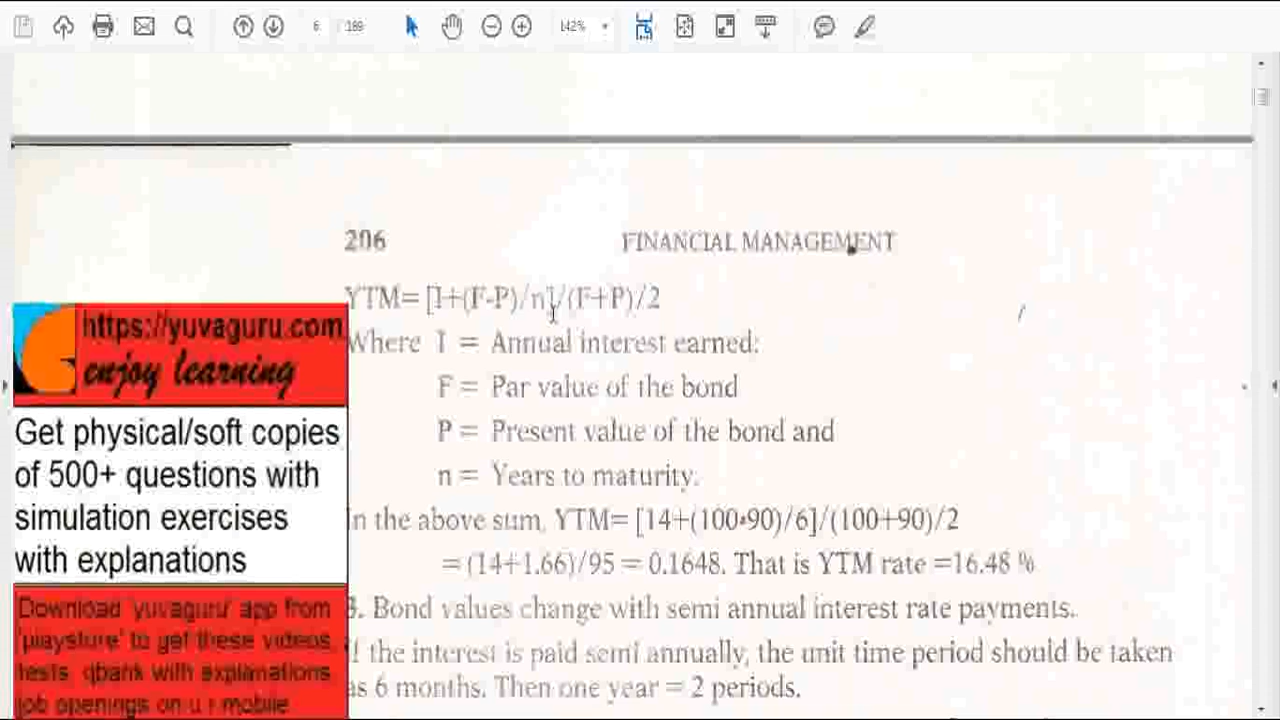 6 / 189
142%
206 FINANCIAL MANAGEMENT
YTM= [I+(F-P)/n]/(F+P)/2
Where I = Annual interest earned:
F = Par value of the bond
P = Present value of the bond and
n = Years to maturity.
In the above sum, YTM= [14+(100-90)/6]/(100+90)/2
=(14+1.66)/95 = 0.1648. That is YTM rate =16.48 %
3. Bond values change with semi annual interest rate payments.
If the interest is paid semi annually, the unit time period should be taken
as 6 months. Then one year = 2 periods.
https://yuvaguru.com
enjoy learning
Get physical/soft copies
of 500+ questions with
simulation exercises
with explanations
Download 'yuvaguru' app from
'playstore' to get these videos,
tests, qbank with explanations
job openings on u r mobile